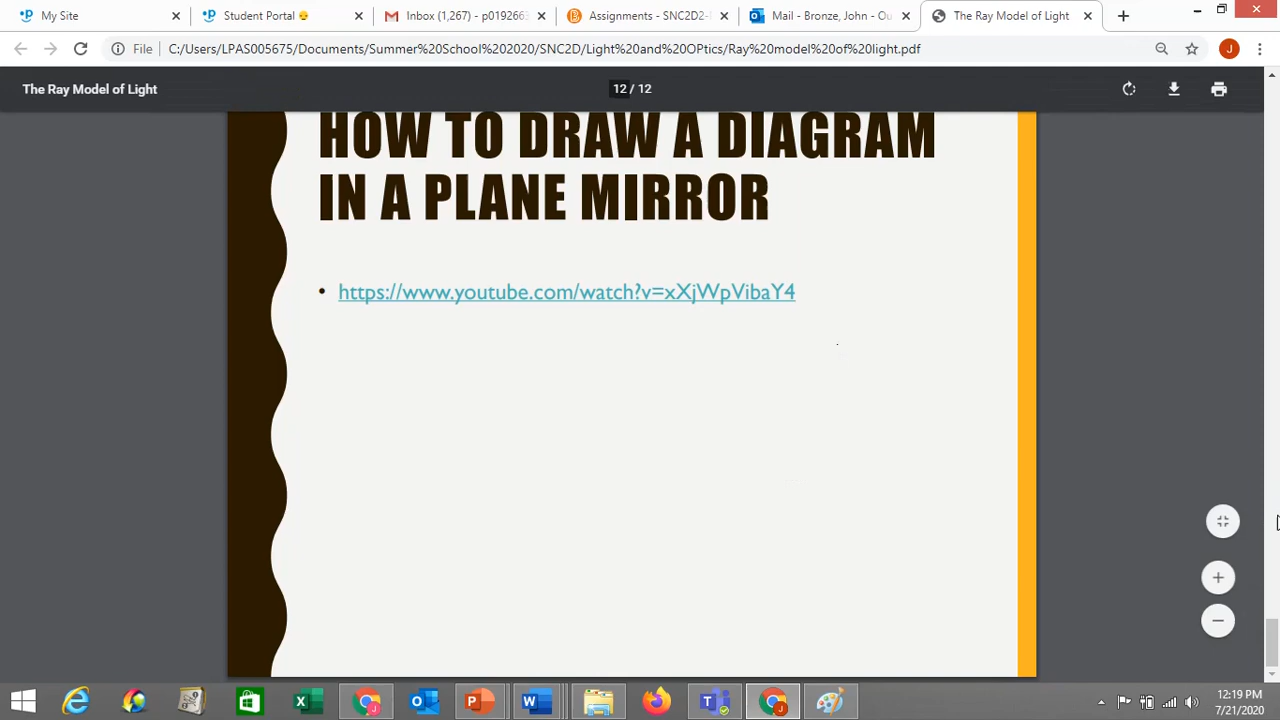 My Site
Student Portal
Inbox (1,267) - p0192663
Assignments - SNC2D2-
Mail - Bronze, John - Ou
The Ray Model of Light
File
C:/Users/LPAS005675/Documents/Summer%20School%202020/SNC2D/Light%20and%20OPtics/Ray%20model%20of%20light.pdf
J
The Ray Model of Light
12 / 12
HOW TO DRAW A DIAGRAM
IN A PLANE MIRROR
• https://www.youtube.com/watch?v=xXjWpVibaY4
12:19 PM
7/21/2020